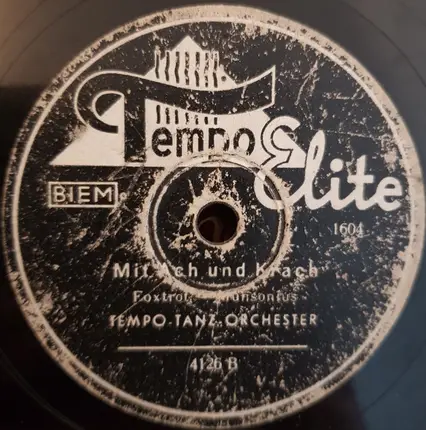 Tempo
Elite
BIEM
1604
Mit Ach und Krach
Foxtrot
TEMPO-TANZ-ORCHESTER
4126 B